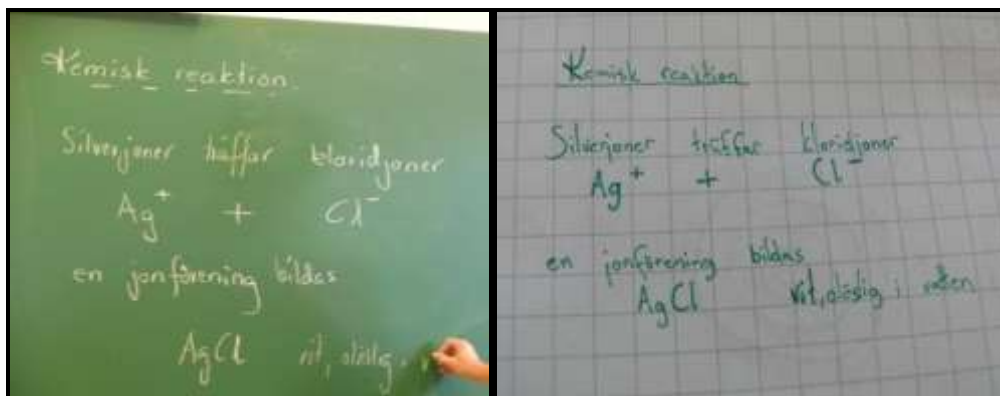 Kemisk reaktion.
Silverjoner träffar kloridjoner
Ag⁺ + Cl⁻
en jonförening bildas
AgCl vit, olöslig i v
Kemisk reaktion
Silverjoner träffar kloridjoner
Ag⁺ + Cl⁻
en jonförening bildas
AgCl vit, olöslig i vatten